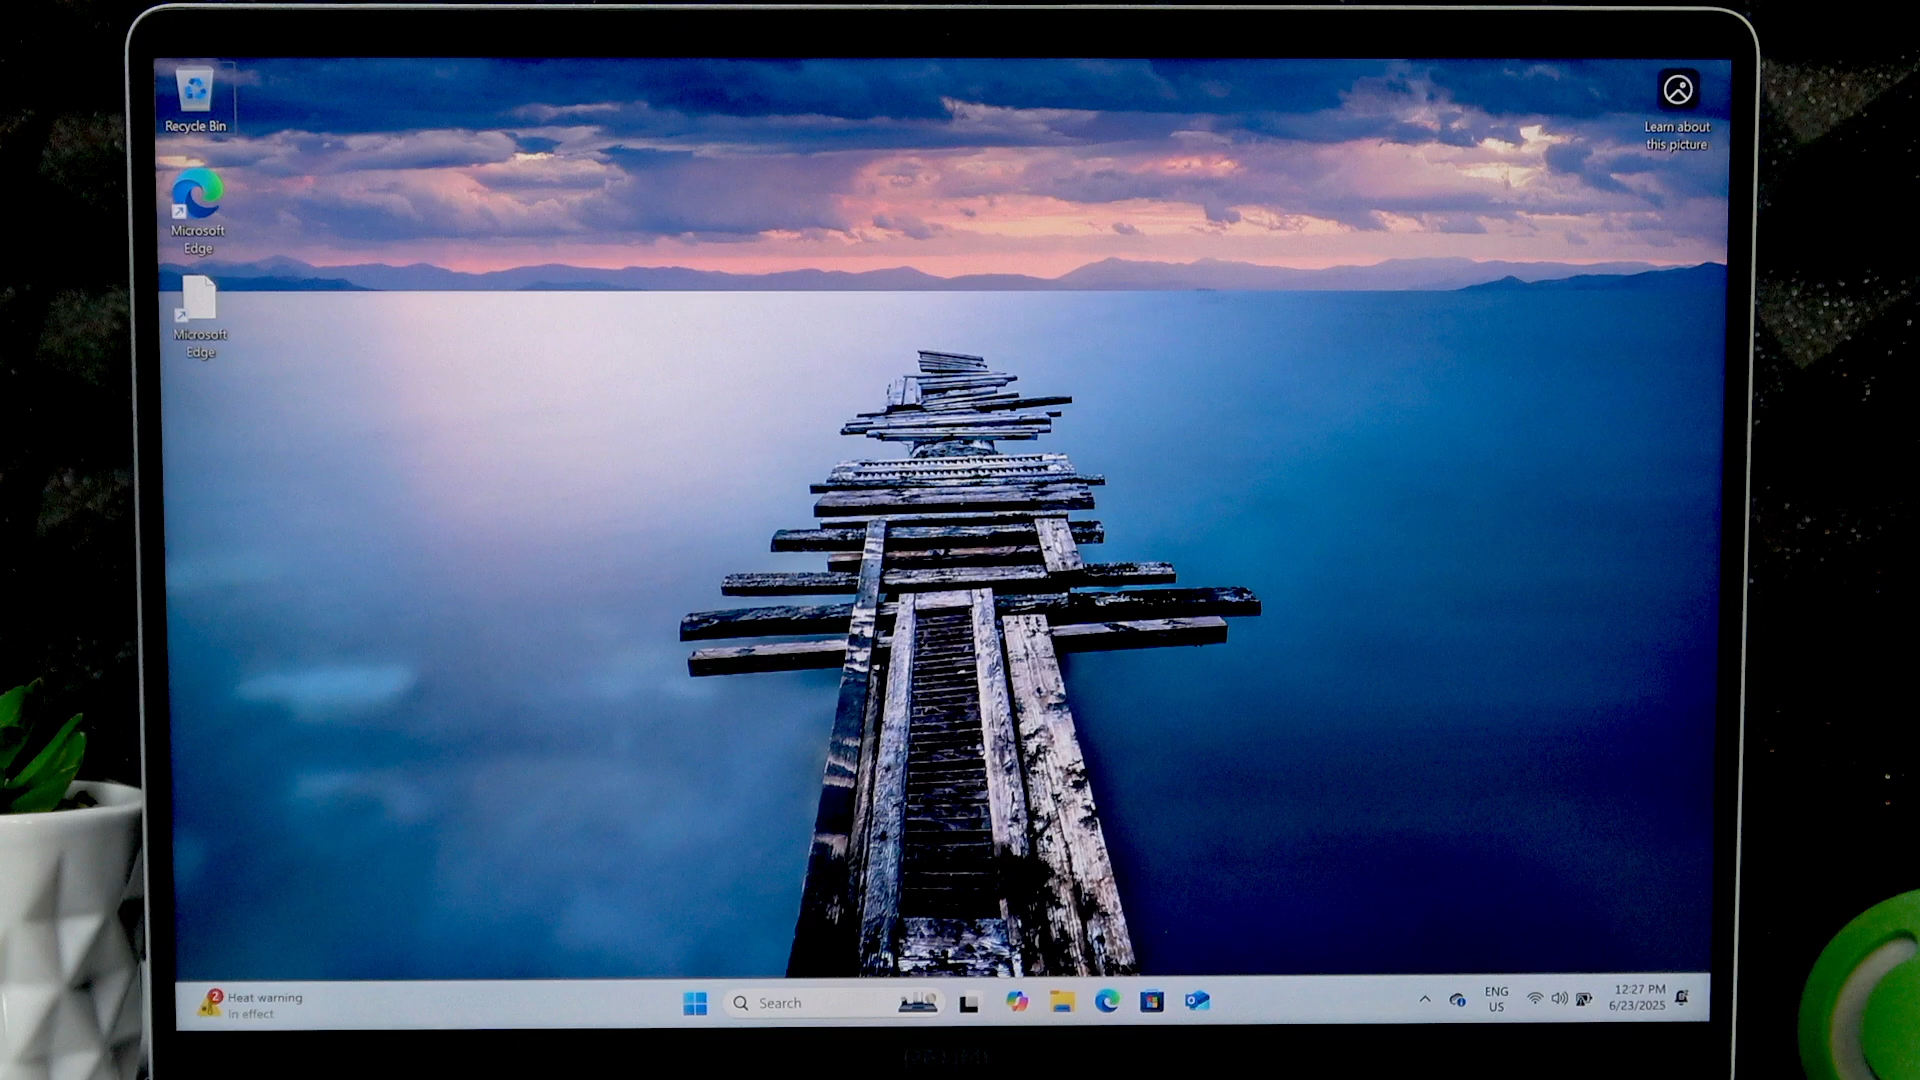 Recycle Bin
Learn about
this picture
Microsoft
Edge
Microsoft
Edge
2
Heat warning
In effect
Search
ENG
US
12:27 PM
6/23/2025